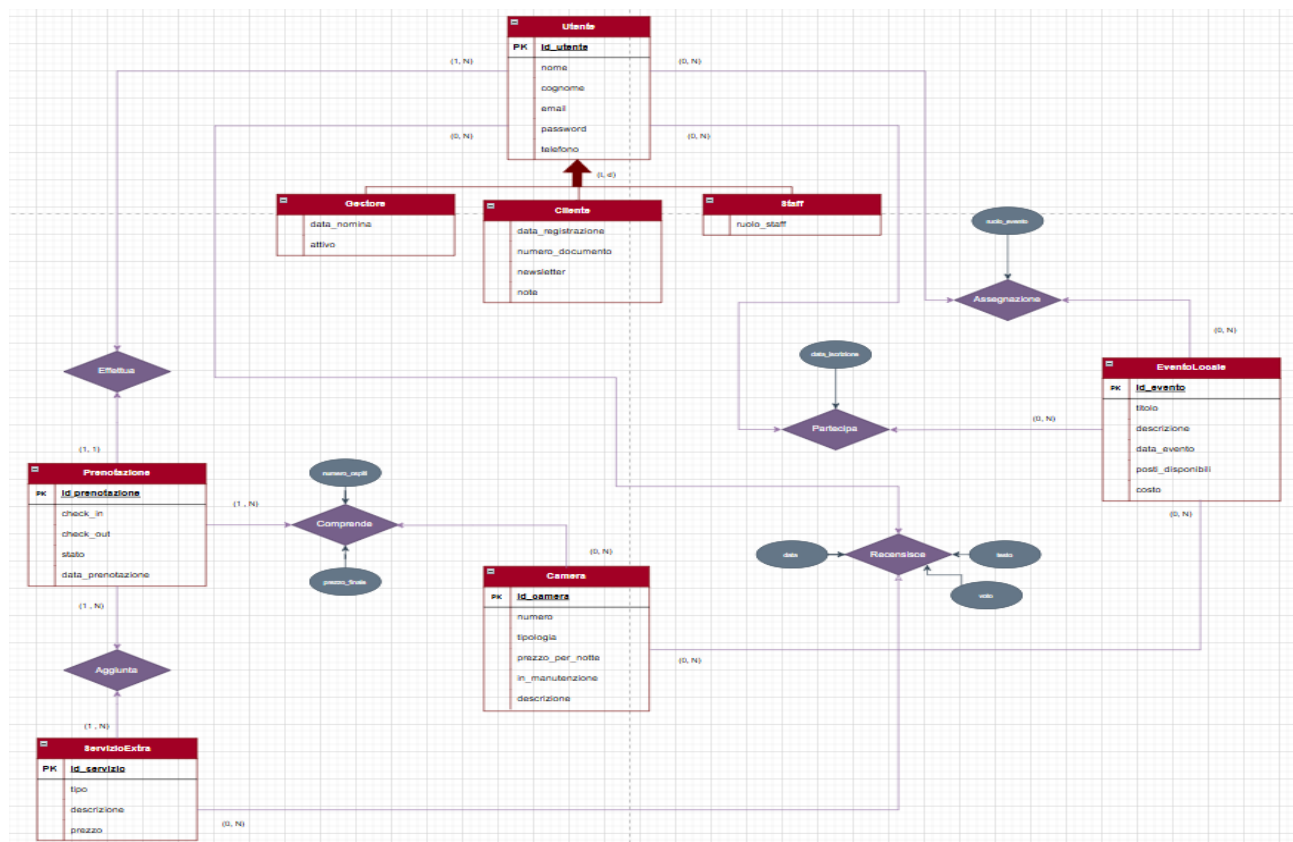 Utente
PK id_utente
nome
cognome
email
password
telefono
(1, N)
(0, N)
(0, N)
(0, N)
(t, d)
Gestore
data_nomina
attivo
Cliente
data_registrazione
numero_documento
newsletter
note
Staff
ruolo_staff
ruolo_evento
Assegnazione
(0, N)
Effettua
data_iscrizione
Partecipa
(0, N)
EventoLocale
PK id_evento
titolo
descrizione
data_evento
posti_disponibili
costo
(0, N)
(1, 1)
Prenotazione
PK id_prenotazione
check_in
check_out
stato
data_prenotazione
(1 , N)
numero_ospiti
Comprende
prezzo_finale
(0, N)
Camera
PK id_camera
numero
tipologia
prezzo_per_notte
in_manutenzione
descrizione
(0, N)
data
Recensisce
testo
voto
(1 , N)
Aggiunta
(1 , N)
ServizioExtra
PK id_servizio
tipo
descrizione
prezzo
(0, N)